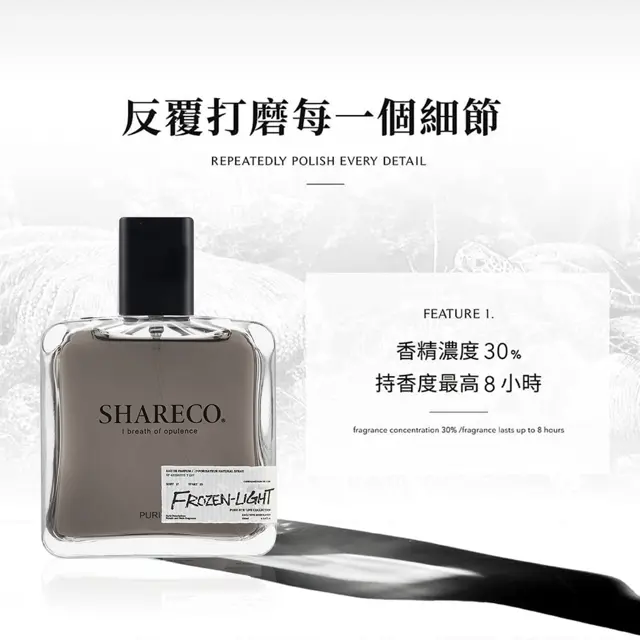 反覆打磨每一個細節
REPEATEDLY POLISH EVERY DETAIL
FEATURE 1.
香精濃度 30%
持香度最高 8 小時
fragrance concentration 30% /fragrance lasts up to 8 hours
SHARECO®
I breath of opulence
FROZEN-LIGHT